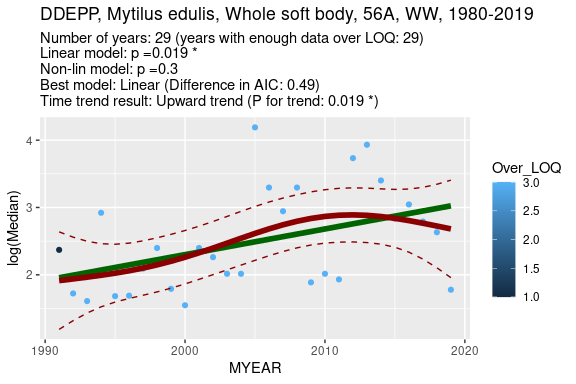 DDEPP, Mytilus edulis, Whole soft body, 56A, WW, 1980-2019
Number of years: 29 (years with enough data over LOQ: 29)
Linear model: p =0.019 *
Non-lin model: p =0.3
Best model: Linear (Difference in AIC: 0.49)
Time trend result: Upward trend (P for trend: 0.019 *)
4
3
2
log(Median)
1990
2000
2010
2020
MYEAR
Over_LOQ
3.0
2.5
2.0
1.5
1.0